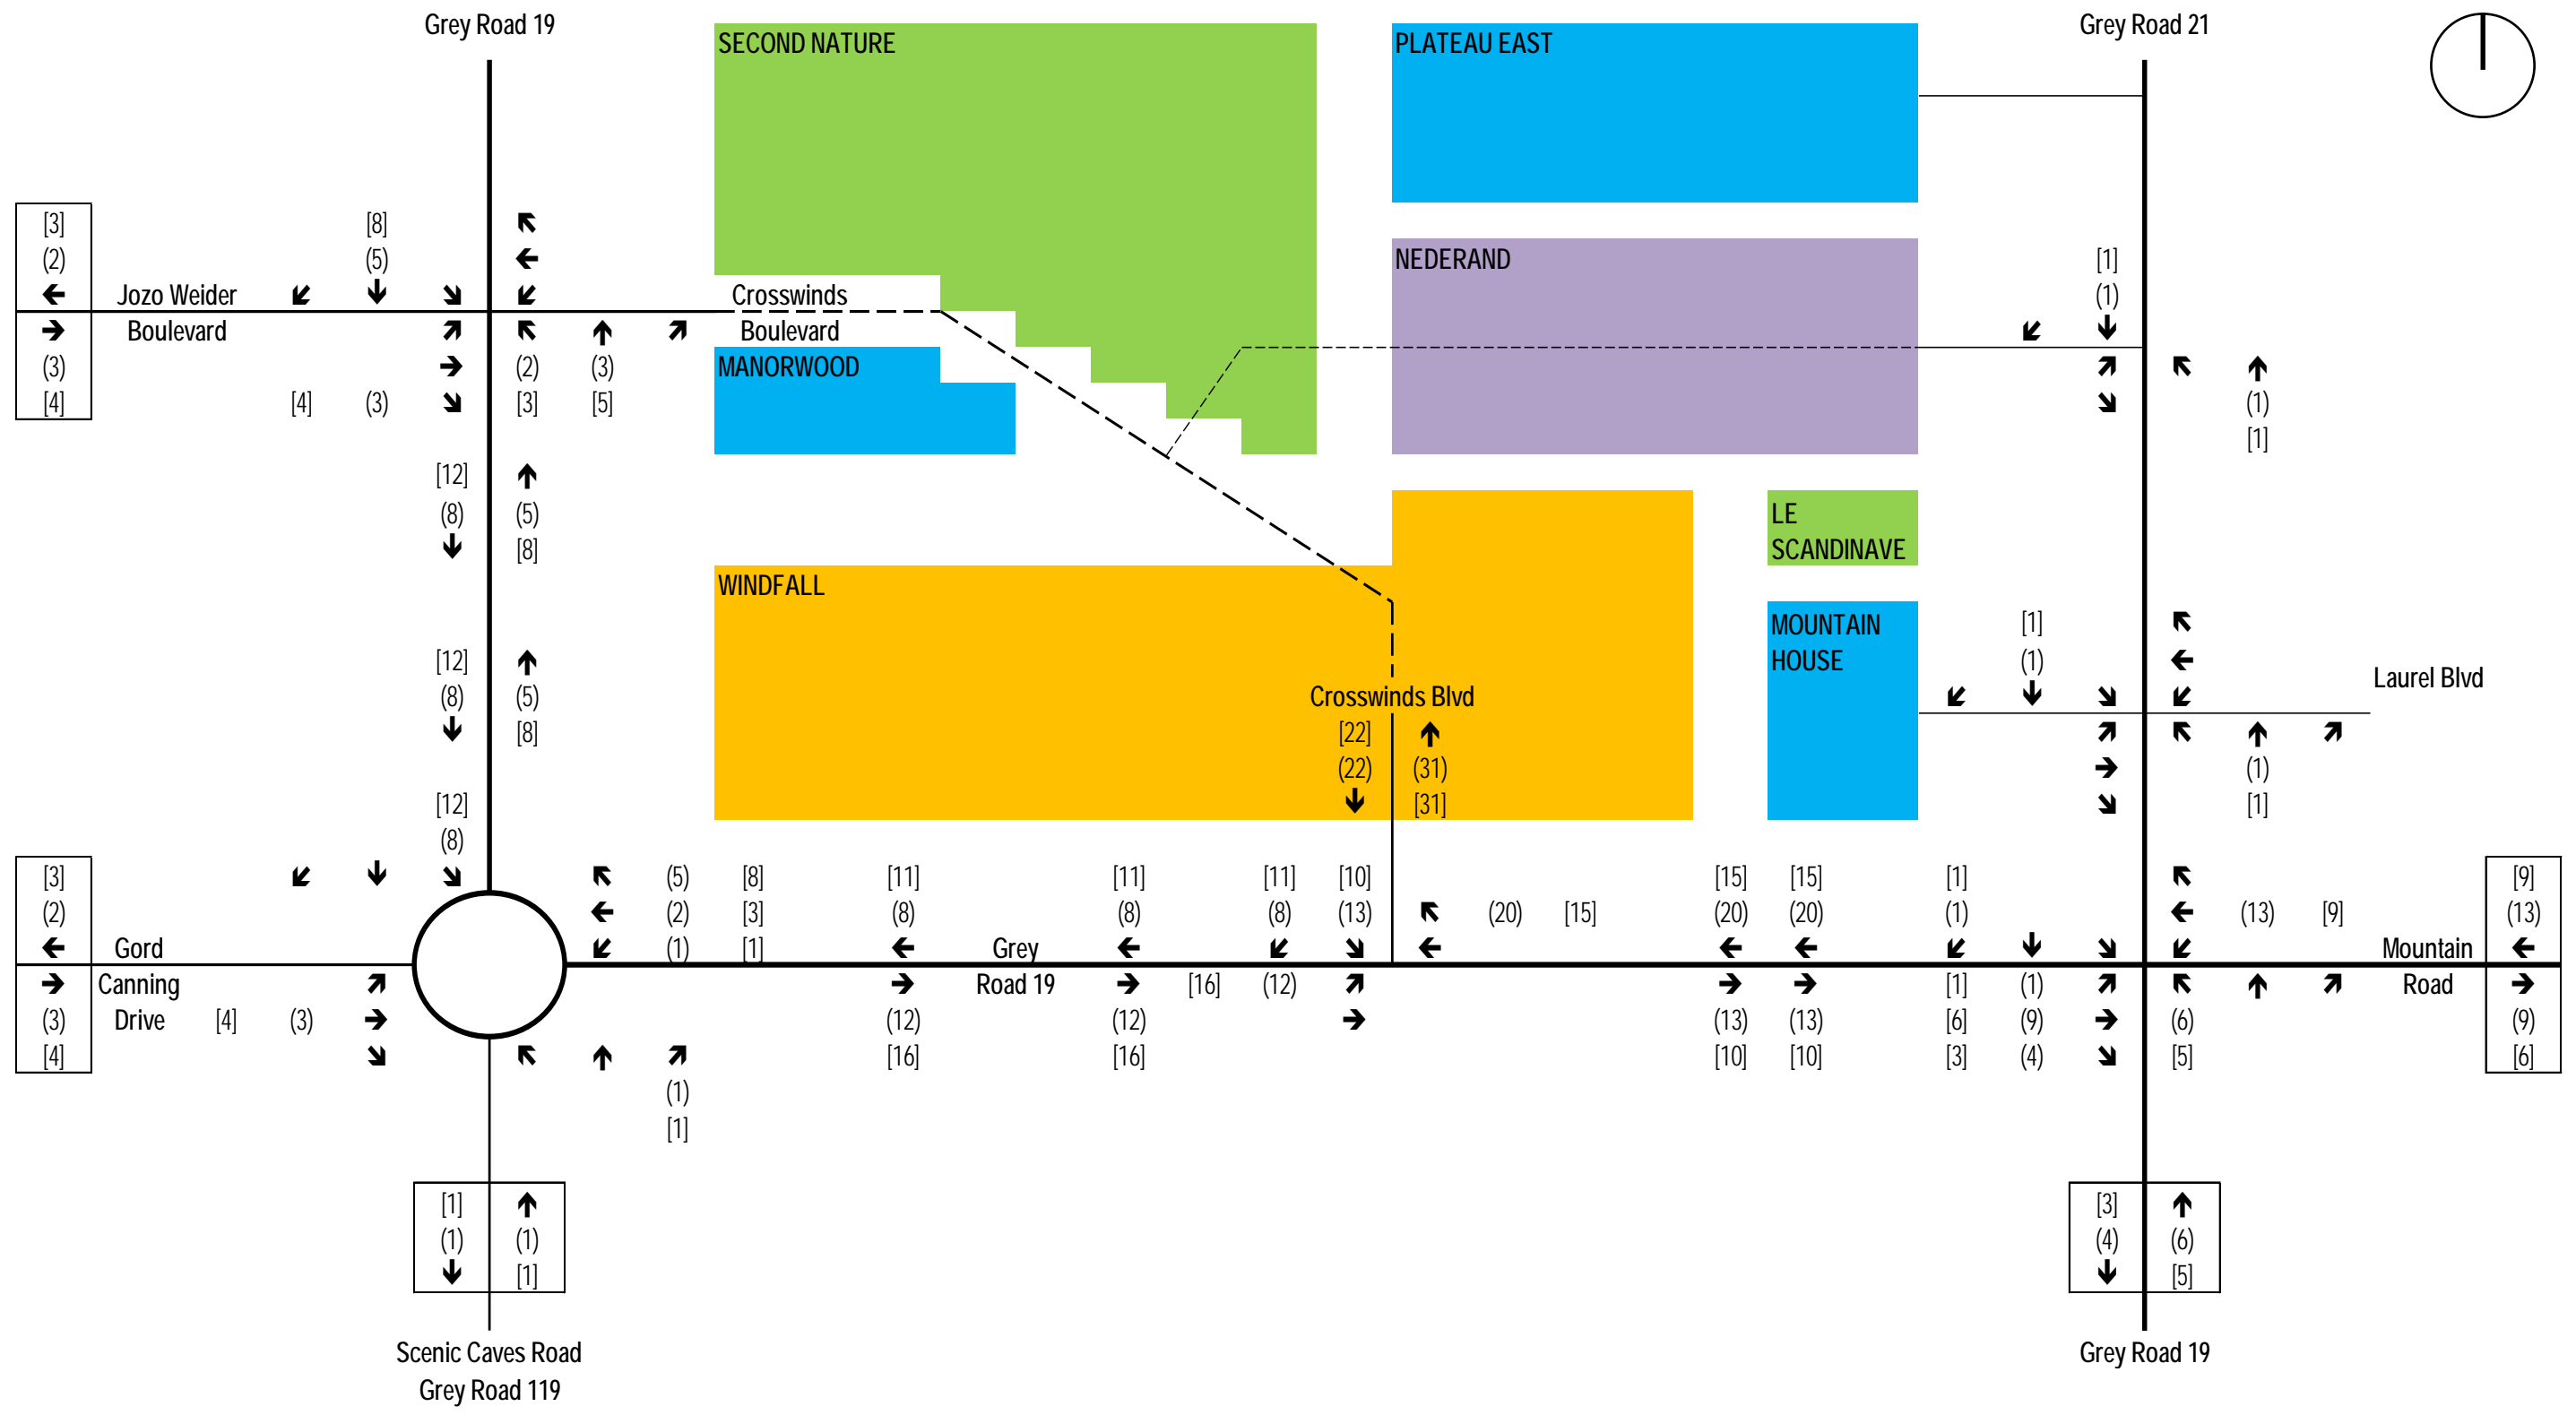 Grey Road 19
SECOND NATURE
PLATEAU EAST
Grey Road 21
[3] [8]
(2) (5) NEDERAND [1]
Jozo Weider Crosswinds (1)
Boulevard Boulevard
(3) (2) (3) MANORWOOD
[4] [4] (3) [3] [5] (1)
[1]
[12]
(8) (5) LE
[8] SCANDINAVE
WINDFALL
MOUNTAIN [1]
[12] HOUSE (1)
(8) (5) Crosswinds Blvd Laurel Blvd
[8] [22]
(22) (31) (1)
[12] [31] [1]
(8)
[3] (5) [8] [11] [11] [11] [10] [15] [15] [1] [9]
(2) (2) [3] (8) (8) (8) (13) (20) [15] (20) (20) (1) (13) [9] (13)
Gord (1) [1] Grey Mountain
Canning Road 19 [16] (12) [1] (1) Road
(3) Drive [4] (3) (12) (12) (13) (13) [6] (9) (6) (9)
[4] [16] [16] [10] [10] [3] (4) [5] [6]
(1)
[1]
[1] [3]
(1) (1) (4) (6)
[1] [5]
Scenic Caves Road Grey Road 19
Grey Road 119